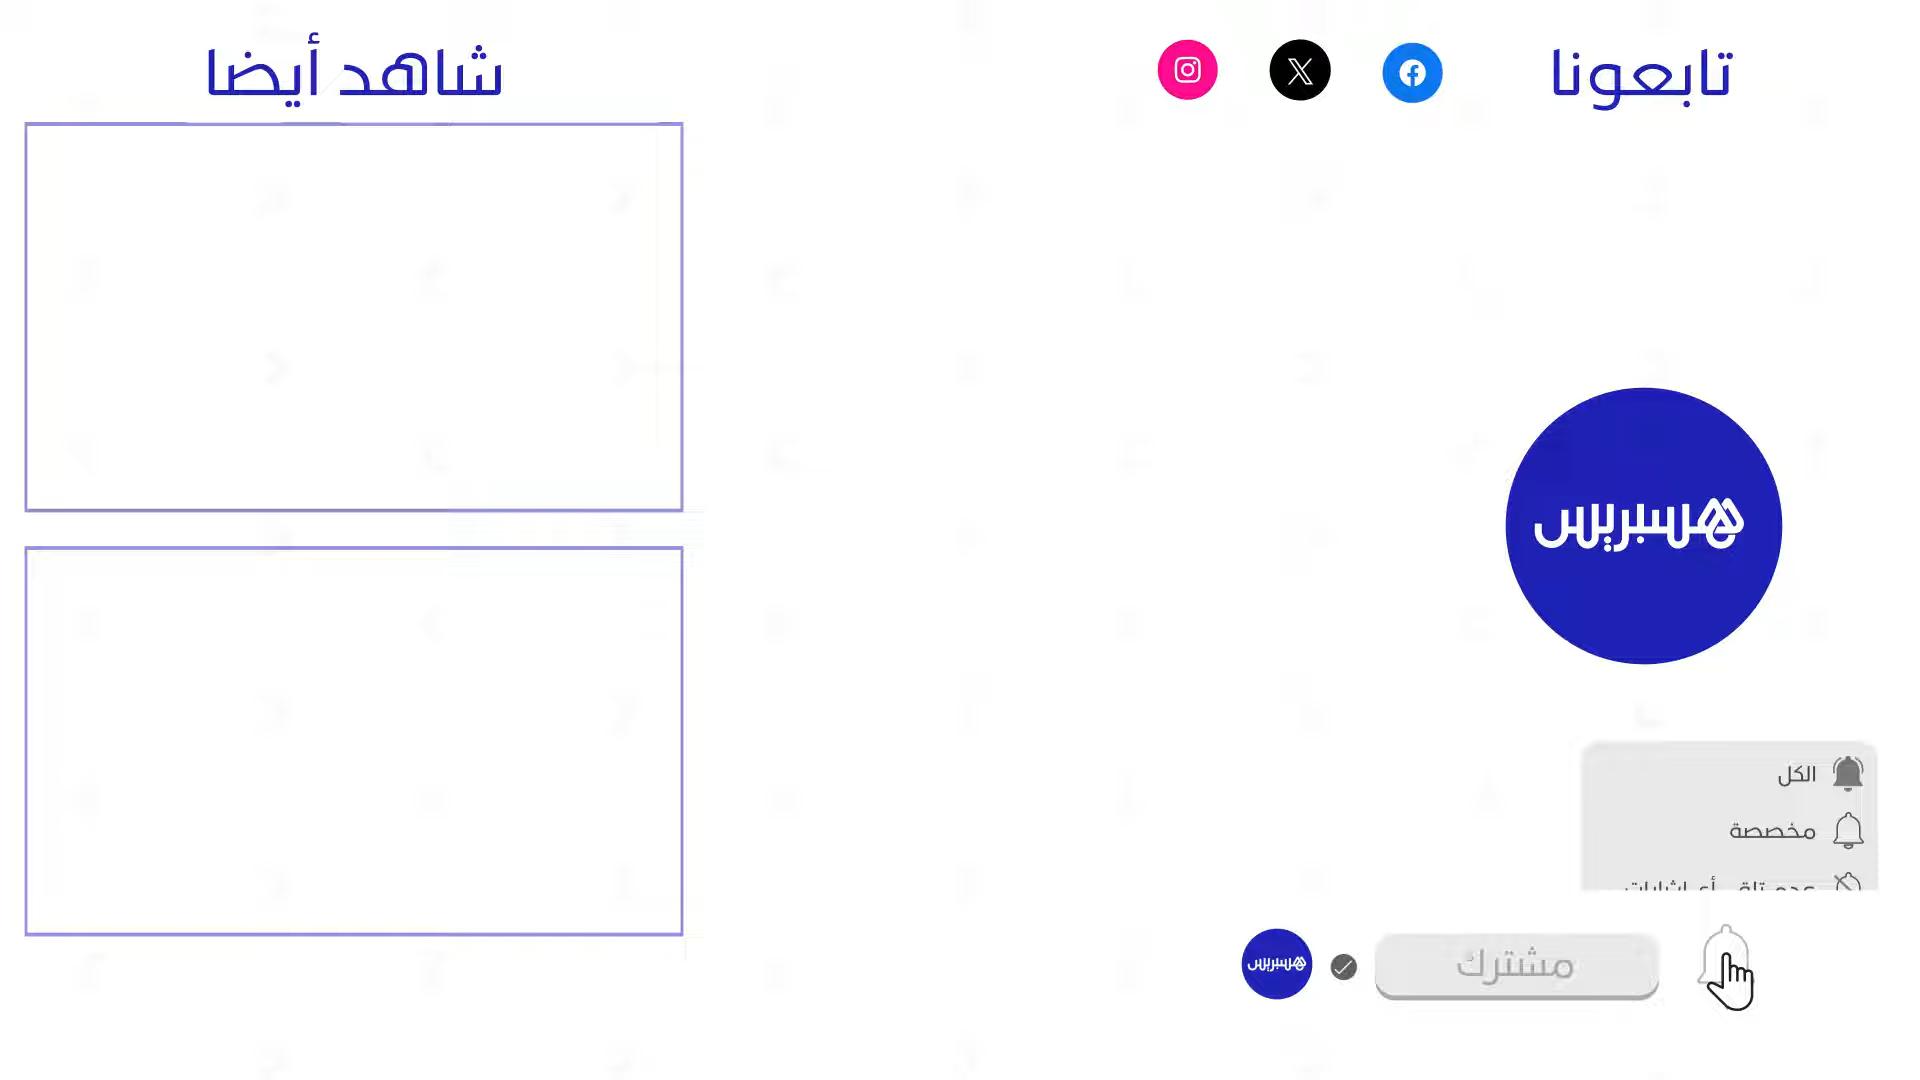 تابعونا
شاهد أيضا
هسبريس
الكل
مخصصة
هسبريس
مشترك